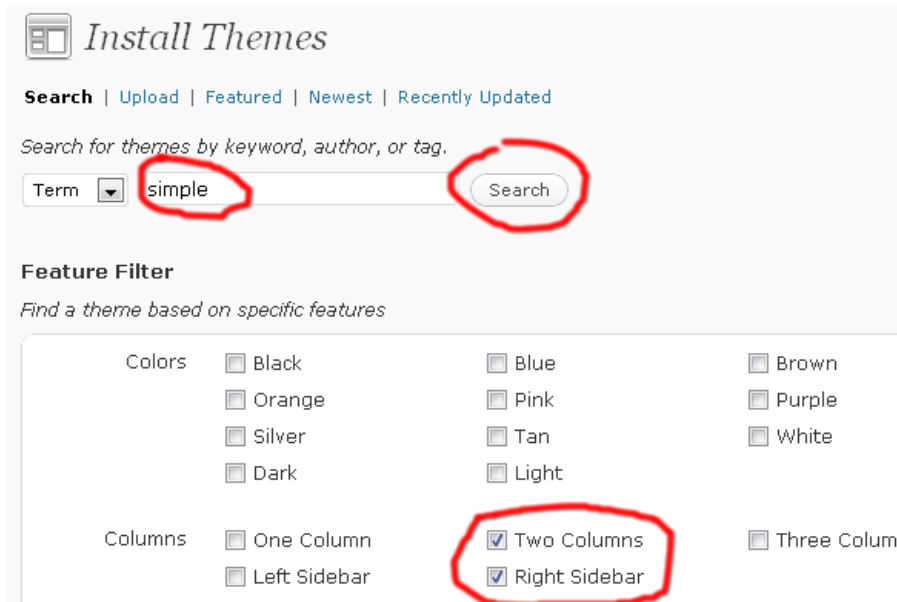 Install Themes
Search | Upload | Featured | Newest | Recently Updated
Search for themes by keyword, author, or tag.
Term simple Search
Feature Filter
Find a theme based on specific features
Colors Black Blue Brown
Orange Pink Purple
Silver Tan White
Dark Light
Columns One Column Two Columns Three Colum
Left Sidebar Right Sidebar